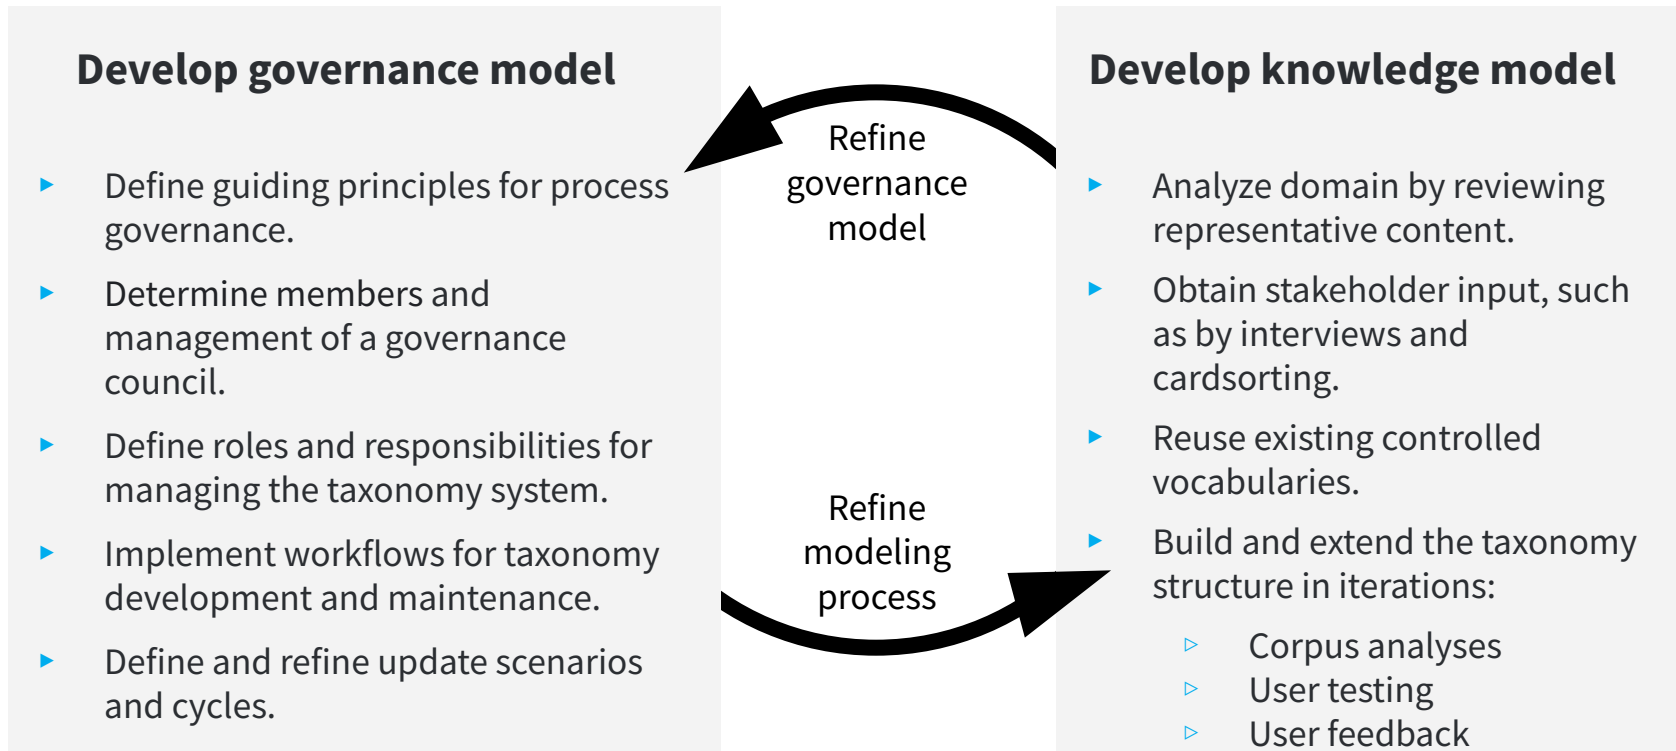 Develop governance model
Define guiding principles for process
governance.
Determine members and
management of a governance
council.
Define roles and responsibilities for
managing the taxonomy system.
Implement workflows for taxonomy
development and maintenance.
Define and refine update scenarios
and cycles.
Refine
governance
model
Refine
modeling
process
Develop knowledge model
Analyze domain by reviewing
representative content.
Obtain stakeholder input, such
as by interviews and
cardsorting.
Reuse existing controlled
vocabularies.
Build and extend the taxonomy
structure in iterations:
Corpus analyses
User testing
User feedback